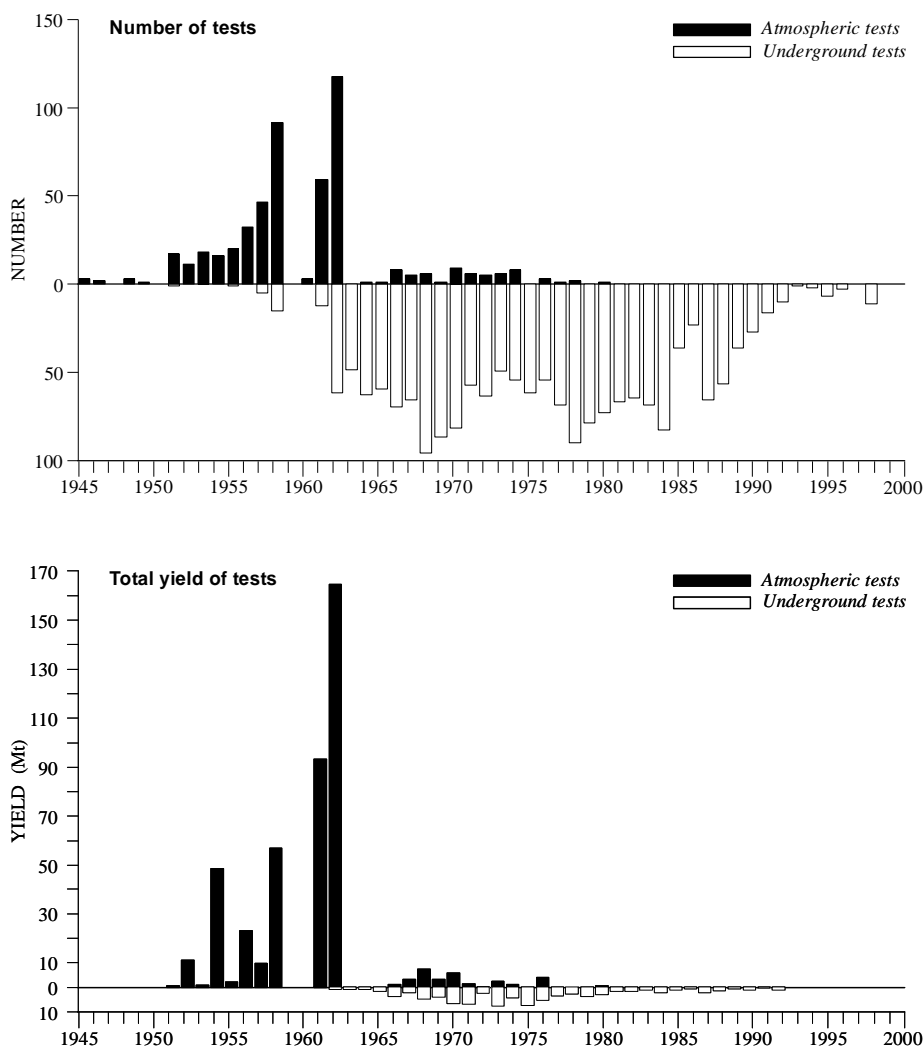 150
Number of tests
Atmospheric tests
Underground tests
100
50
NUMBER
0
50
100
1945 1950 1955 1960 1965 1970 1975 1980 1985 1990 1995 2000
170
Total yield of tests
Atmospheric tests
Underground tests
150
130
110
90
YIELD (Mt)
70
50
30
10
0
10
1945 1950 1955 1960 1965 1970 1975 1980 1985 1990 1995 2000